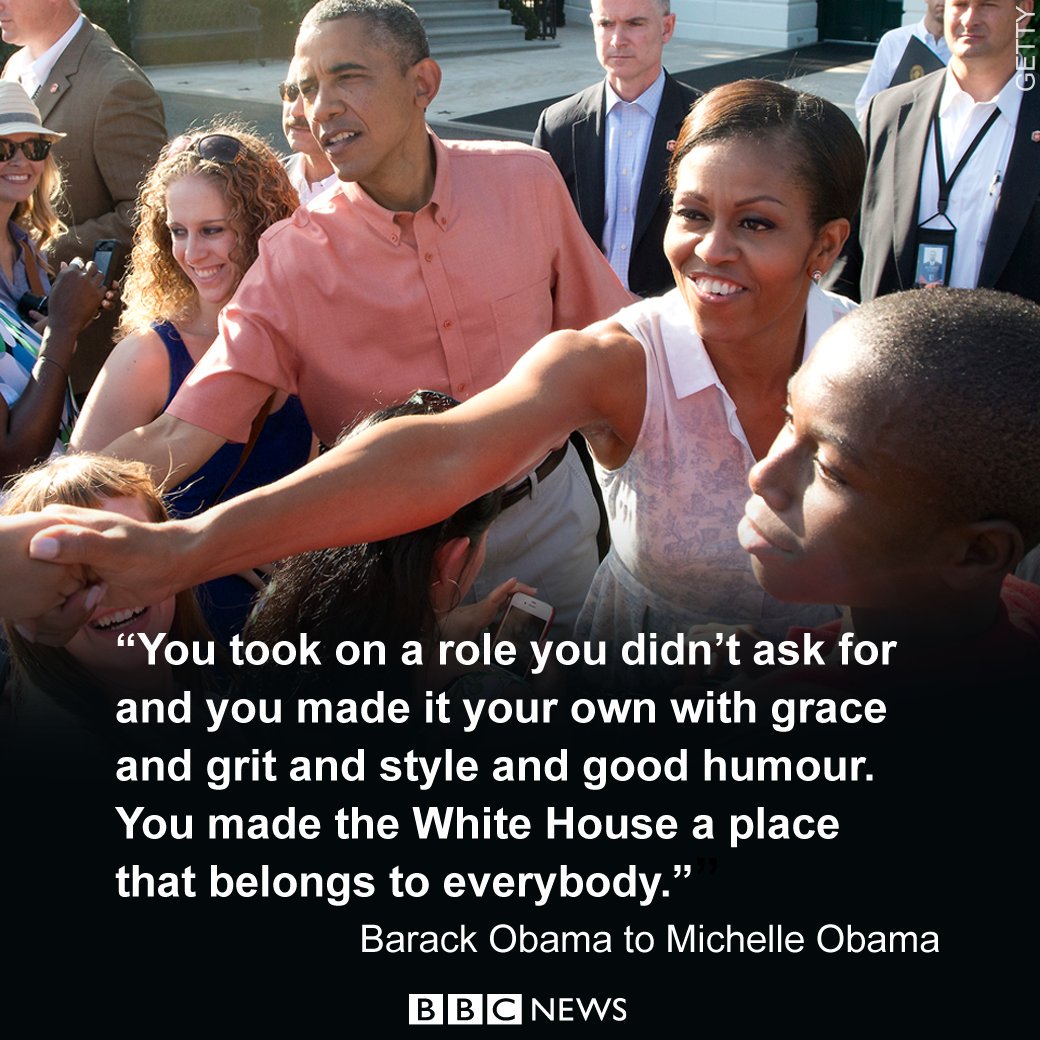 GETTY
“You took on a role you didn’t ask for
and you made it your own with grace
and grit and style and good humour.
You made the White House a place
that belongs to everybody.””
Barack Obama to Michelle Obama
BBC NEWS